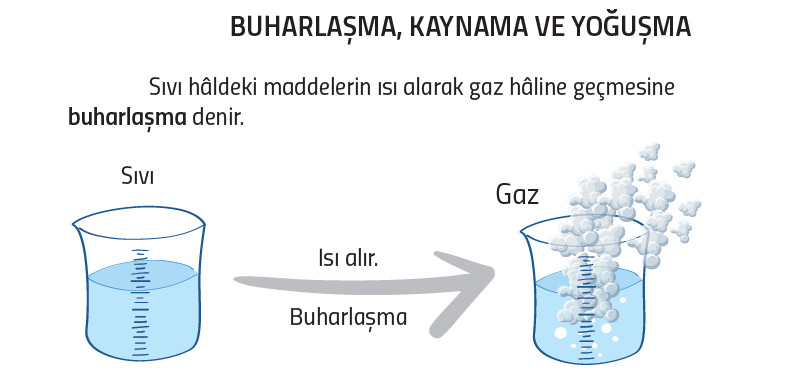 BUHARLAŞMA, KAYNAMA VE YOĞUŞMA
Sıvı hâldeki maddelerin ısı alarak gaz hâline geçmesine
buharlaşma denir.
Sıvı
Gaz
Isı alır.
Buharlaşma